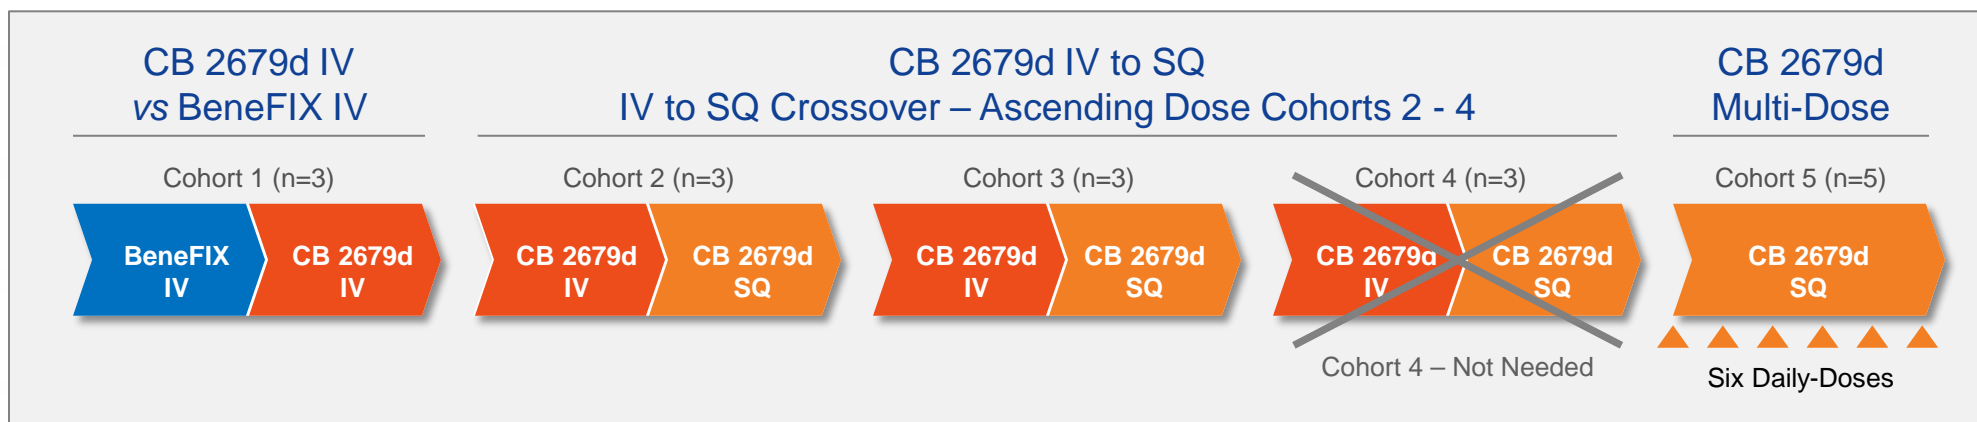 CB 2679d IV
vs BeneFIX IV
CB 2679d IV to SQ
IV to SQ Crossover – Ascending Dose Cohorts 2 - 4
CB 2679d
Multi-Dose
Cohort 1 (n=3)
Cohort 2 (n=3)
Cohort 3 (n=3)
Cohort 4 (n=3)
Cohort 5 (n=5)
BeneFIX
IV
CB 2679d
IV
CB 2679d
IV
CB 2679d
SQ
CB 2679d
IV
CB 2679d
SQ
CB 2679d
IV
CB 2679d
SQ
CB 2679d
SQ
Cohort 4 – Not Needed
Six Daily-Doses